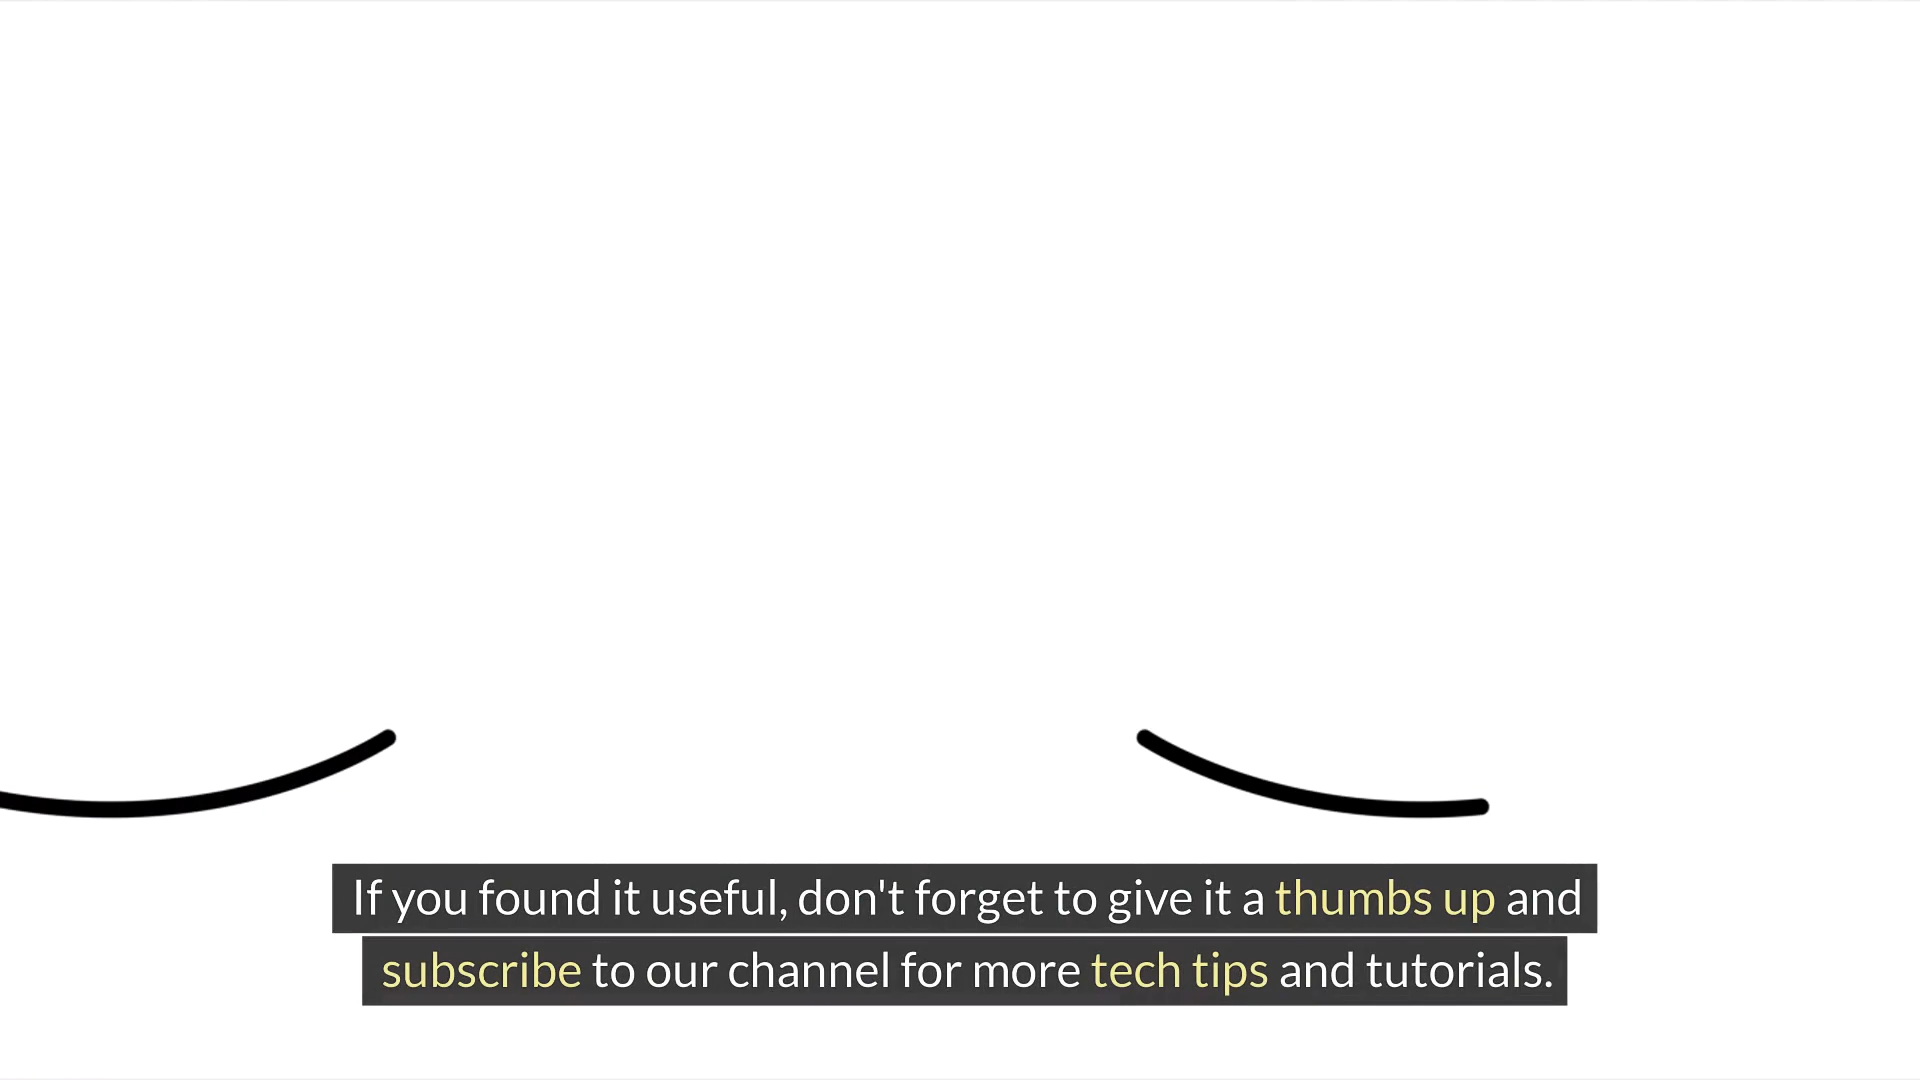 If you found it useful, don't forget to give it a thumbs up and
subscribe to our channel for more tech tips and tutorials.